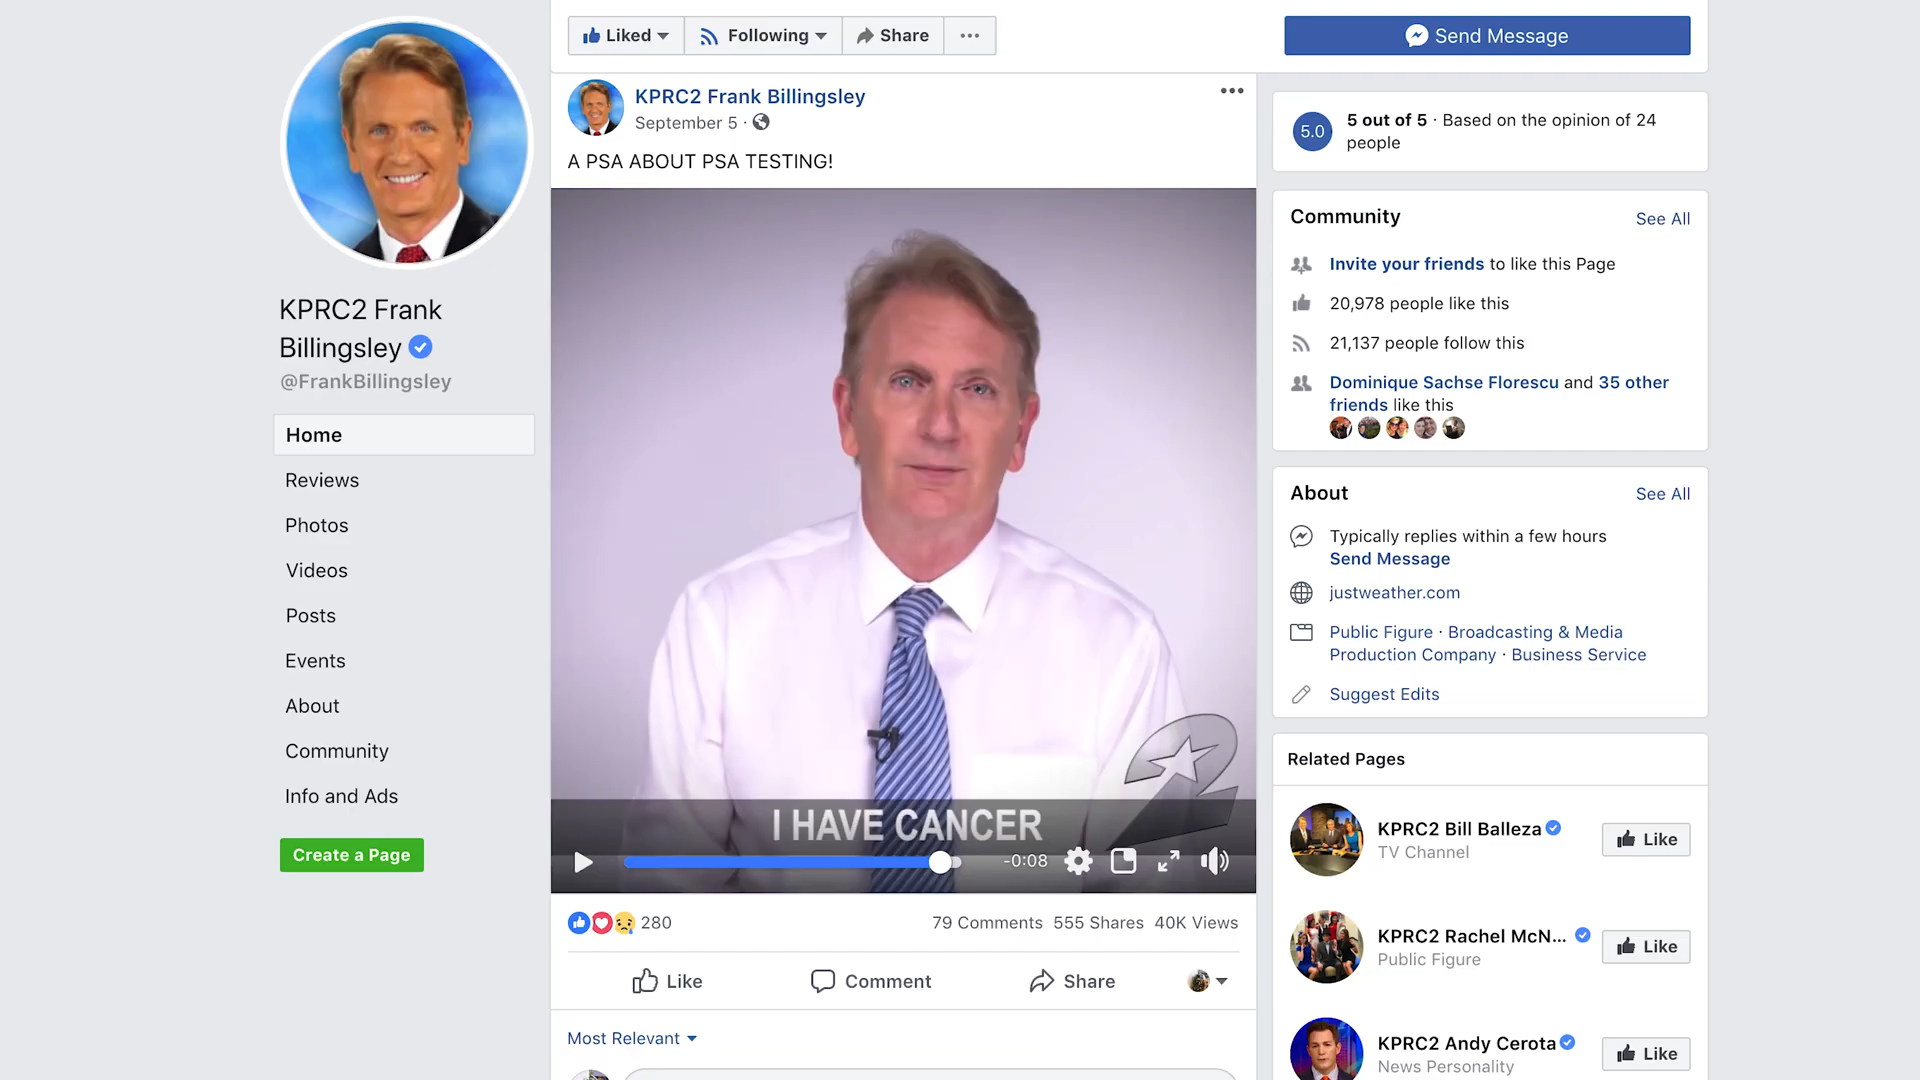 Liked
Following
Share
Send Message
KPRC2 Frank
Billingsley
@FrankBillingsley
Home
Reviews
Photos
Videos
Posts
Events
About
Community
Info and Ads
Create a Page
KPRC2 Frank Billingsley
September 5 ·
A PSA ABOUT PSA TESTING!
I HAVE CANCER
-0:08
280
79 Comments 555 Shares 40K Views
Like
Comment
Share
Most Relevant
5.0
5 out of 5 · Based on the opinion of 24
people
Community
See All
Invite your friends to like this Page
20,978 people like this
21,137 people follow this
Dominique Sachse Florescu and 35 other
friends like this
About
See All
Typically replies within a few hours
Send Message
justweather.com
Public Figure · Broadcasting & Media
Production Company · Business Service
Suggest Edits
Related Pages
KPRC2 Bill Balleza
TV Channel
Like
KPRC2 Rachel McN...
Public Figure
Like
KPRC2 Andy Cerota
News Personality
Like